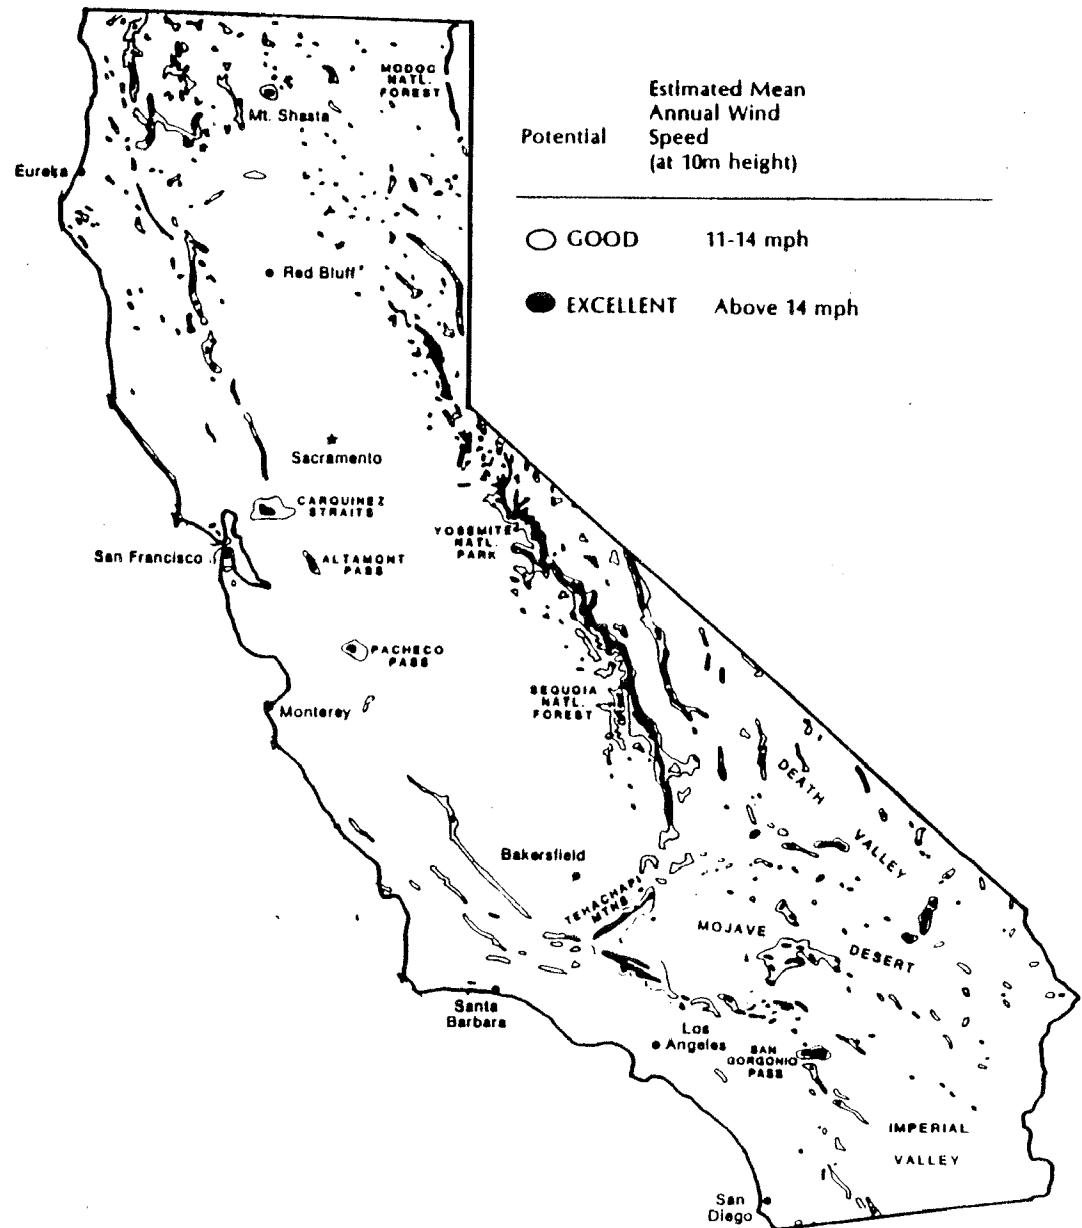 Estimated Mean
Annual Wind
Potential Speed
(at 10m height)
GOOD 11-14 mph
EXCELLENT Above 14 mph
MODOC
NATL.
FOREST
Mt. Shasta
Eureka
Red Bluff
Sacramento
CARQUINEZ
STRAITS
San Francisco
ALTAMONT
PASS
YOSEMITE
NATL.
PARK
PACHECO
PASS
Monterey
SEQUOIA
NATL.
FOREST
DEATH
VALLEY
Bakersfield
TEHACHAPI
MTNS
MOJAVE
DESERT
Santa
Barbara
Los
Angeles
SAN
GORGONIO
PASS
IMPERIAL
VALLEY
San
Diego